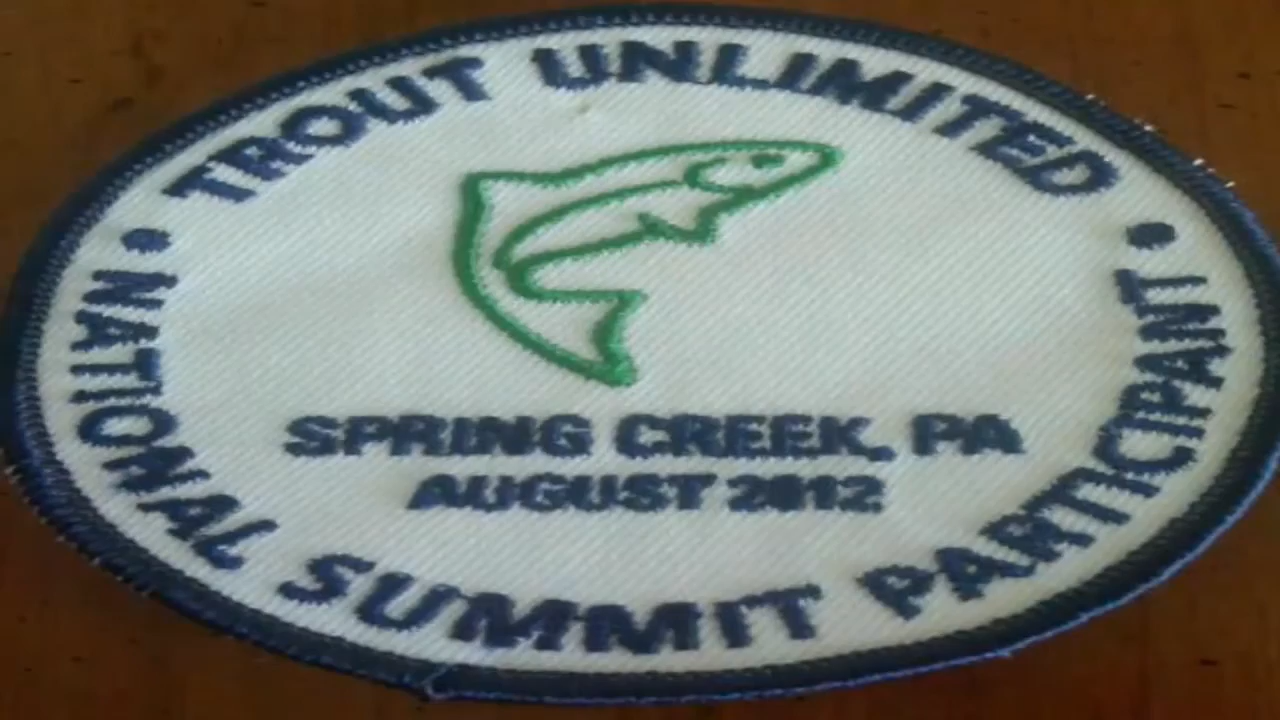 TROUT UNLIMITED
SPRING CREEK, PA
AUGUST 2012
• NATIONAL SUMMIT PARTICIPANT •